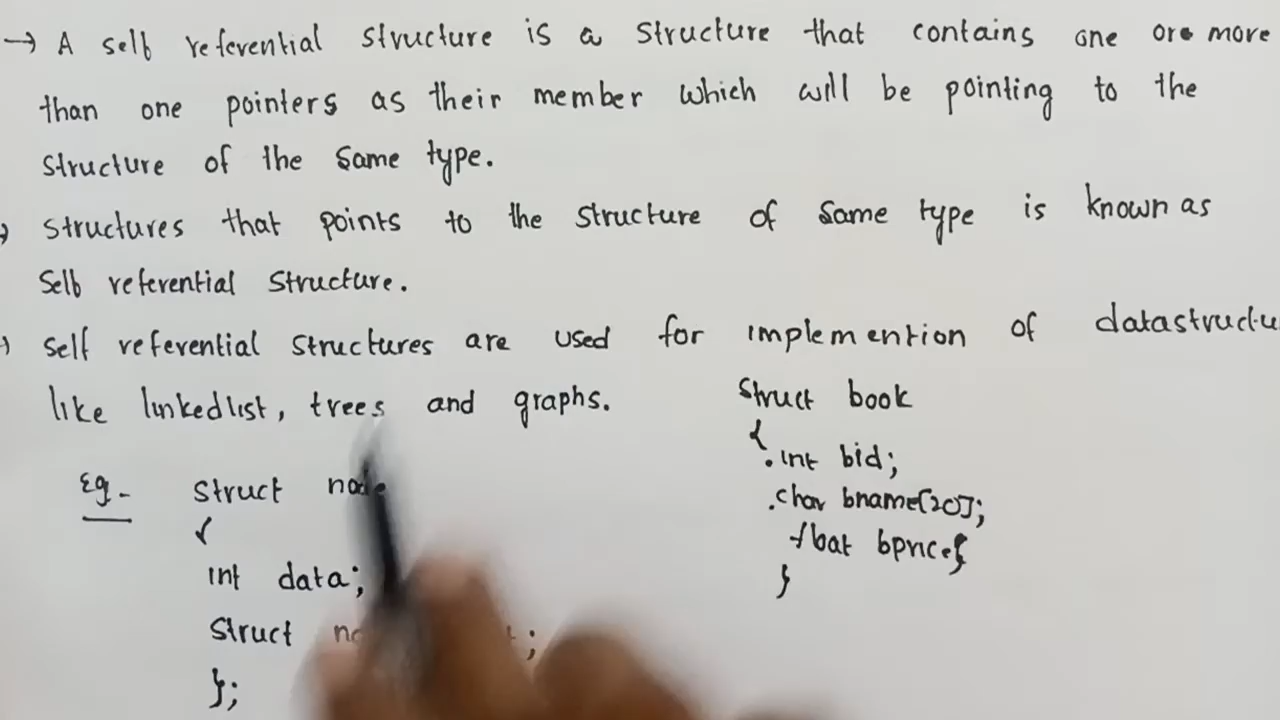 → A self referential structure is a structure that contains one or more
than one pointers as their member which will be pointing to the
structure of the same type.
→ structures that points to the structure of same type is known as
Self referential structure.
→ self referential structures are used for implemention of datastructu
like linkedlist, trees and graphs.
struct book
{
int bid;
char bname[20];
float bprice;
}
Eg- struct node
{
int data;
struct
};